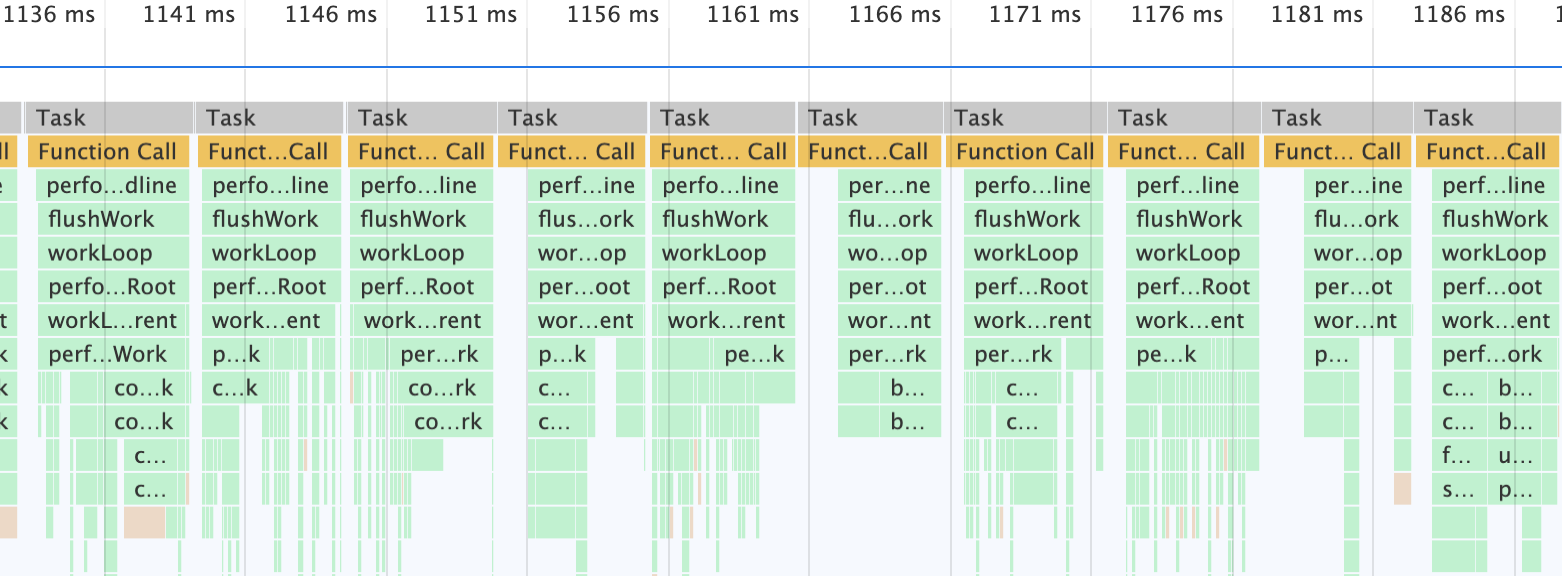 1136 ms 1141 ms 1146 ms 1151 ms 1156 ms 1161 ms 1166 ms 1171 ms 1176 ms 1181 ms 1186 ms 1
Task Task Task Task Task Task Task Task Task Task
ll Function Call Funct…Call Funct… Call Funct… Call Funct… Call Funct…Call Function Call Funct… Call Funct… Call Funct…Call
e perfo…dline perfo…line perfo…line perf…ine perfo…line per…ne perfo…line perf…line per…ine perf…line
flushWork flushWork flushWork flus…ork flushWork flu…ork flushWork flushWork flu…ork flushWork
workLoop workLoop workLoop wor…op workLoop wo…op workLoop workLoop wor…op workLoop
perfo…Root perf…Root perf…Root per…oot perf…Root per…ot perf…Root perf…Root per…ot perf…oot
t workL…rent work…ent work…rent wor…ent work…rent wor…nt work…rent work…ent wor…nt work…ent
k perf…Work p…k per…rk p…k pe…k per…rk per…rk pe…k p… perf…ork
k co…k c…k co…rk c… b… c… c… b…
k co…k co…rk c… b… c… c… b…
c… f… u…
c… s… p…